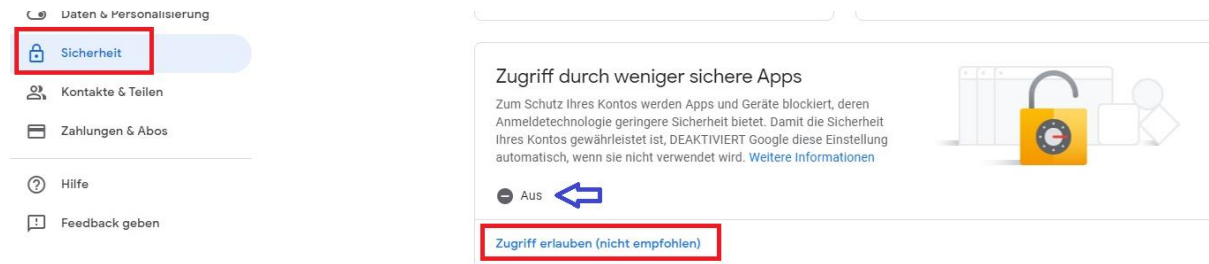 Daten & Personalisierung
Sicherheit
Kontakte & Teilen
Zahlungen & Abos
Hilfe
Feedback geben
Zugriff durch weniger sichere Apps
Zum Schutz Ihres Kontos werden Apps und Geräte blockiert, deren
Anmeldetechnologie geringere Sicherheit bietet. Damit die Sicherheit
Ihres Kontos gewährleistet ist, DEAKTIVIERT Google diese Einstellung
automatisch, wenn sie nicht verwendet wird. Weitere Informationen
Aus
Zugriff erlauben (nicht empfohlen)